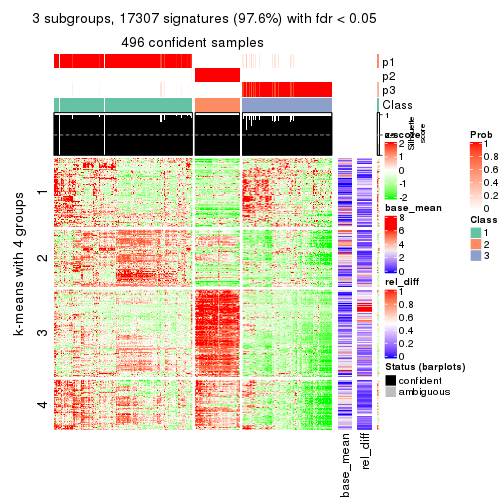 3 subgroups, 17307 signatures (97.6%) with fdr < 0.05
496 confident samples
p1
p2
p3
Class
1
Silhouette
score
k-means with 4 groups
1
2
3
4
base_mean
rel_diff
z-score
2
1
0
-1
-2
base_mean
8
6
4
2
0
rel_diff
1
0.8
0.6
0.4
0.2
0
Status (barplots)
confident
ambiguous
Prob
1
0.8
0.6
0.4
0.2
0
Class
1
2
3